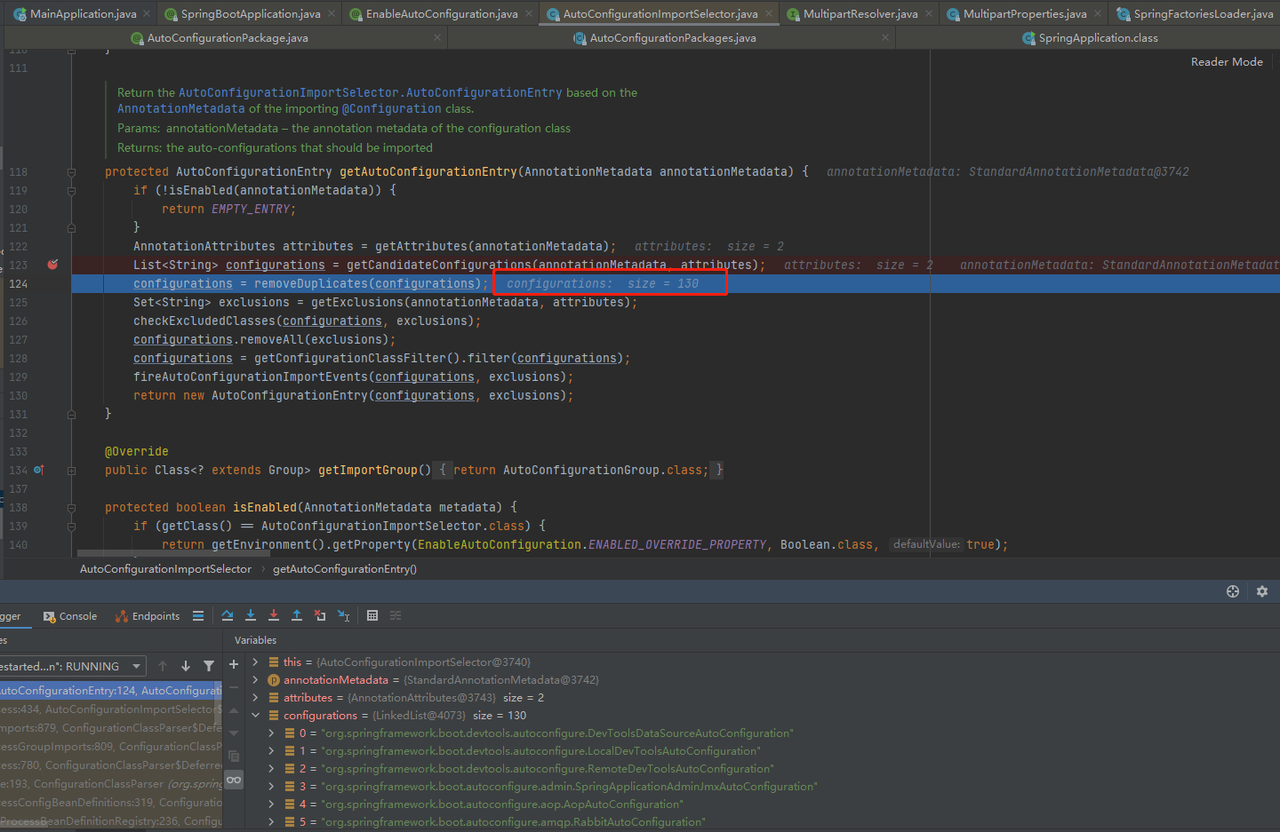 MainApplication.java SpringBootApplication.java EnableAutoConfiguration.java AutoConfigurationImportSelector.java MultipartResolver.java MultipartProperties.java SpringFactoriesLoader.java
AutoConfigurationPackage.java AutoConfigurationPackages.java SpringApplication.class
111
Reader Mode
Return the AutoConfigurationImportSelector.AutoConfigurationEntry based on the
AnnotationMetadata of the importing @Configuration class.
Params: annotationMetadata – the annotation metadata of the configuration class
Returns: the auto-configurations that should be imported
118 protected AutoConfigurationEntry getAutoConfigurationEntry(AnnotationMetadata annotationMetadata) { annotationMetadata: StandardAnnotationMetadata@3742
119 if (!isEnabled(annotationMetadata)) {
120 return EMPTY_ENTRY;
121 }
122 AnnotationAttributes attributes = getAttributes(annotationMetadata); attributes: size = 2
123 List<String> configurations = getCandidateConfigurations(annotationMetadata, attributes); attributes: size = 2 annotationMetadata: StandardAnnotationMetadat
124 configurations = removeDuplicates(configurations); configurations: size = 130
125 Set<String> exclusions = getExclusions(annotationMetadata, attributes);
126 checkExcludedClasses(configurations, exclusions);
127 configurations.removeAll(exclusions);
128 configurations = getConfigurationClassFilter().filter(configurations);
129 fireAutoConfigurationImportEvents(configurations, exclusions);
130 return new AutoConfigurationEntry(configurations, exclusions);
131 }
132
133 @Override
134 public Class<? extends Group> getImportGroup() { return AutoConfigurationGroup.class; }
137
138 protected boolean isEnabled(AnnotationMetadata metadata) {
139 if (getClass() == AutoConfigurationImportSelector.class) {
140 return getEnvironment().getProperty(EnableAutoConfiguration.ENABLED_OVERRIDE_PROPERTY, Boolean.class, defaultValue: true);
AutoConfigurationImportSelector › getAutoConfigurationEntry()
gger Console Endpoints
es Variables
estarted...n": RUNNING
this = {AutoConfigurationImportSelector@3740}
annotationMetadata = {StandardAnnotationMetadata@3742}
utoConfigurationEntry:124, AutoConfigurati
attributes = {AnnotationAttributes@3743} size = 2
ess:434, AutoConfigurationImportSelector$
configurations = {LinkedList@4073} size = 130
mports:879, ConfigurationClassParser$Defe
0 = "org.springframework.boot.devtools.autoconfigure.DevToolsDataSourceAutoConfiguration"
essGroupImports:809, ConfigurationClassP
1 = "org.springframework.boot.devtools.autoconfigure.LocalDevToolsAutoConfiguration"
ess:780, ConfigurationClassParser$Deferre
2 = "org.springframework.boot.devtools.autoconfigure.RemoteDevToolsAutoConfiguration"
e:193, ConfigurationClassParser (org.spring
3 = "org.springframework.boot.autoconfigure.admin.SpringApplicationAdminJmxAutoConfiguration"
essConfigBeanDefinitions:319, Configuration
4 = "org.springframework.boot.autoconfigure.aop.AopAutoConfiguration"
ProcessBeanDefinitionRegistry:236, Configu
5 = "org.springframework.boot.autoconfigure.amqp.RabbitAutoConfiguration"